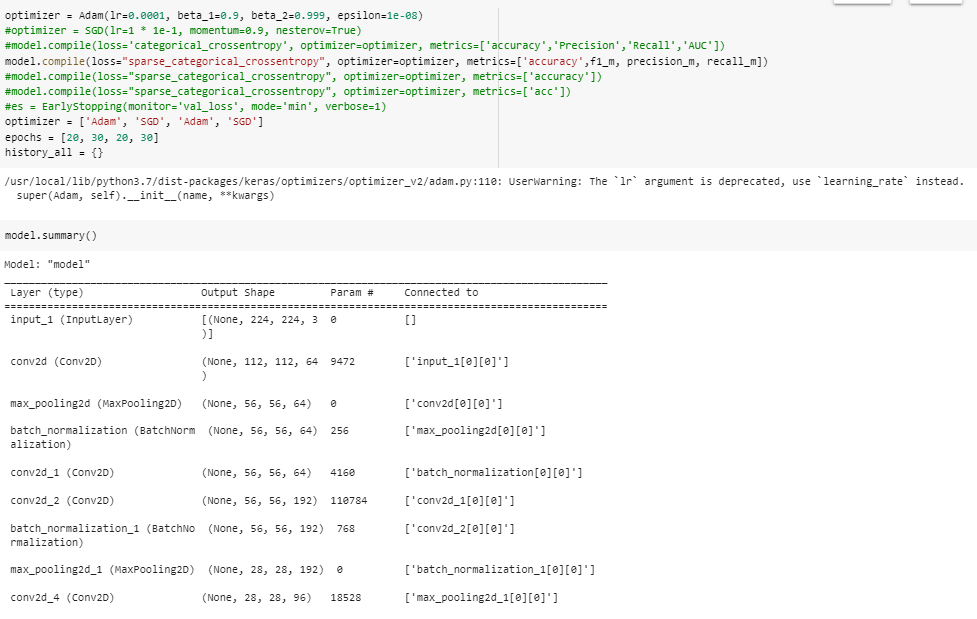 optimizer = Adam(lr=0.0001, beta_1=0.9, beta_2=0.999, epsilon=1e-08)
#optimizer = SGD(lr=1 * 1e-1, momentum=0.9, nesterov=True)
#model.compile(loss='categorical_crossentropy', optimizer=optimizer, metrics=['accuracy','Precision','Recall','AUC'])
model.compile(loss="sparse_categorical_crossentropy", optimizer=optimizer, metrics=['accuracy',f1_m, precision_m, recall_m])
#model.compile(loss="sparse_categorical_crossentropy", optimizer=optimizer, metrics=['accuracy'])
#model.compile(loss="sparse_categorical_crossentropy", optimizer=optimizer, metrics=['acc'])
#es = EarlyStopping(monitor='val_loss', mode='min', verbose=1)
optimizer = ['Adam', 'SGD', 'Adam', 'SGD']
epochs = [20, 30, 20, 30]
history_all = {}
/usr/local/lib/python3.7/dist-packages/keras/optimizers/optimizer_v2/adam.py:110: UserWarning: The `lr` argument is deprecated, use `learning_rate` instead.
super(Adam, self).__init__(name, **kwargs)
model.summary()
Model: "model"
Layer (type) Output Shape Param # Connected to
input_1 (InputLayer) [(None, 224, 224, 3 0 []
)]
conv2d (Conv2D) (None, 112, 112, 64 9472 ['input_1[0][0]']
)
max_pooling2d (MaxPooling2D) (None, 56, 56, 64) 0 ['conv2d[0][0]']
batch_normalization (BatchNorm (None, 56, 56, 64) 256 ['max_pooling2d[0][0]']
alization)
conv2d_1 (Conv2D) (None, 56, 56, 64) 4160 ['batch_normalization[0][0]']
conv2d_2 (Conv2D) (None, 56, 56, 192) 110784 ['conv2d_1[0][0]']
batch_normalization_1 (BatchNo (None, 56, 56, 192) 768 ['conv2d_2[0][0]']
rmalization)
max_pooling2d_1 (MaxPooling2D) (None, 28, 28, 192) 0 ['batch_normalization_1[0][0]']
conv2d_4 (Conv2D) (None, 28, 28, 96) 18528 ['max_pooling2d_1[0][0]']